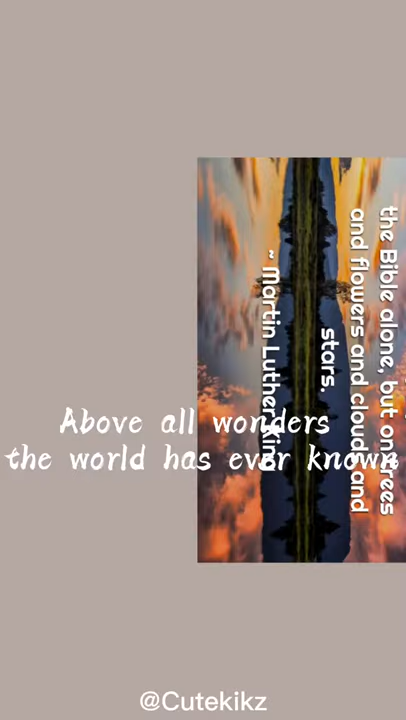 the Bible alone, but on trees
and flowers and clouds and
stars.
~ Martin Luther King
Above all wonders
the world has ever known
@Cutekikz